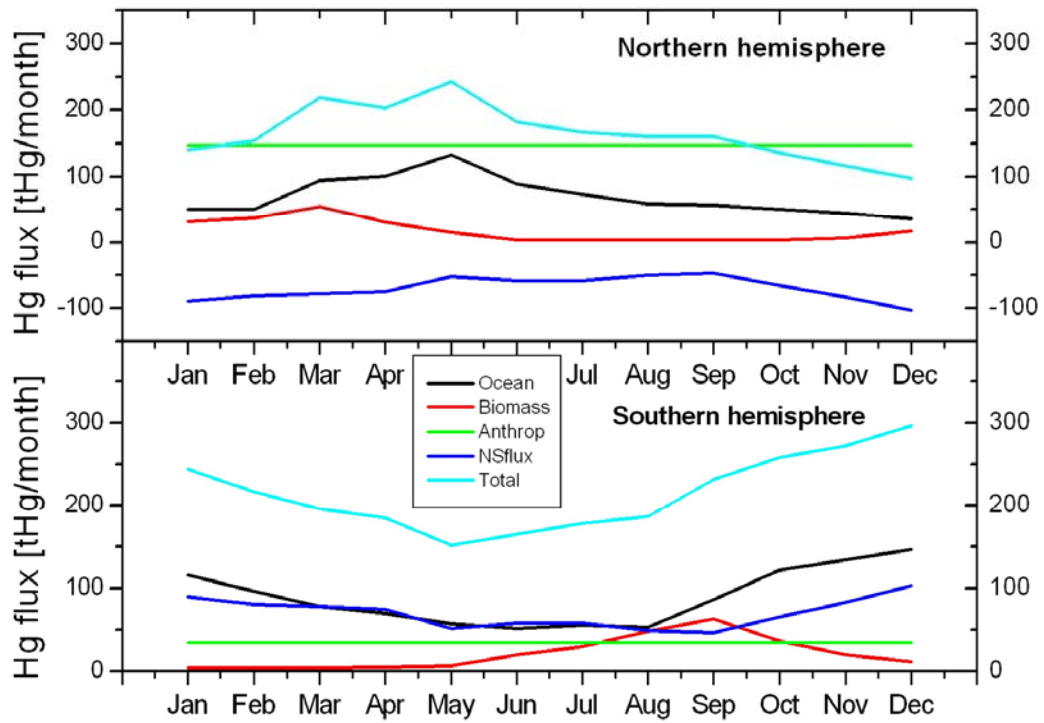 300
200
100
0
-100
Hg flux [tHg/month]
Northern hemisphere
300
200
100
0
-100
Jan Feb Mar Apr Jul Aug Sep Oct Nov Dec
Ocean
Biomass
Anthrop
NSflux
Total
Southern hemisphere
300
200
100
0
Hg flux [tHg/month]
300
200
100
0
Jan Feb Mar Apr May Jun Jul Aug Sep Oct Nov Dec